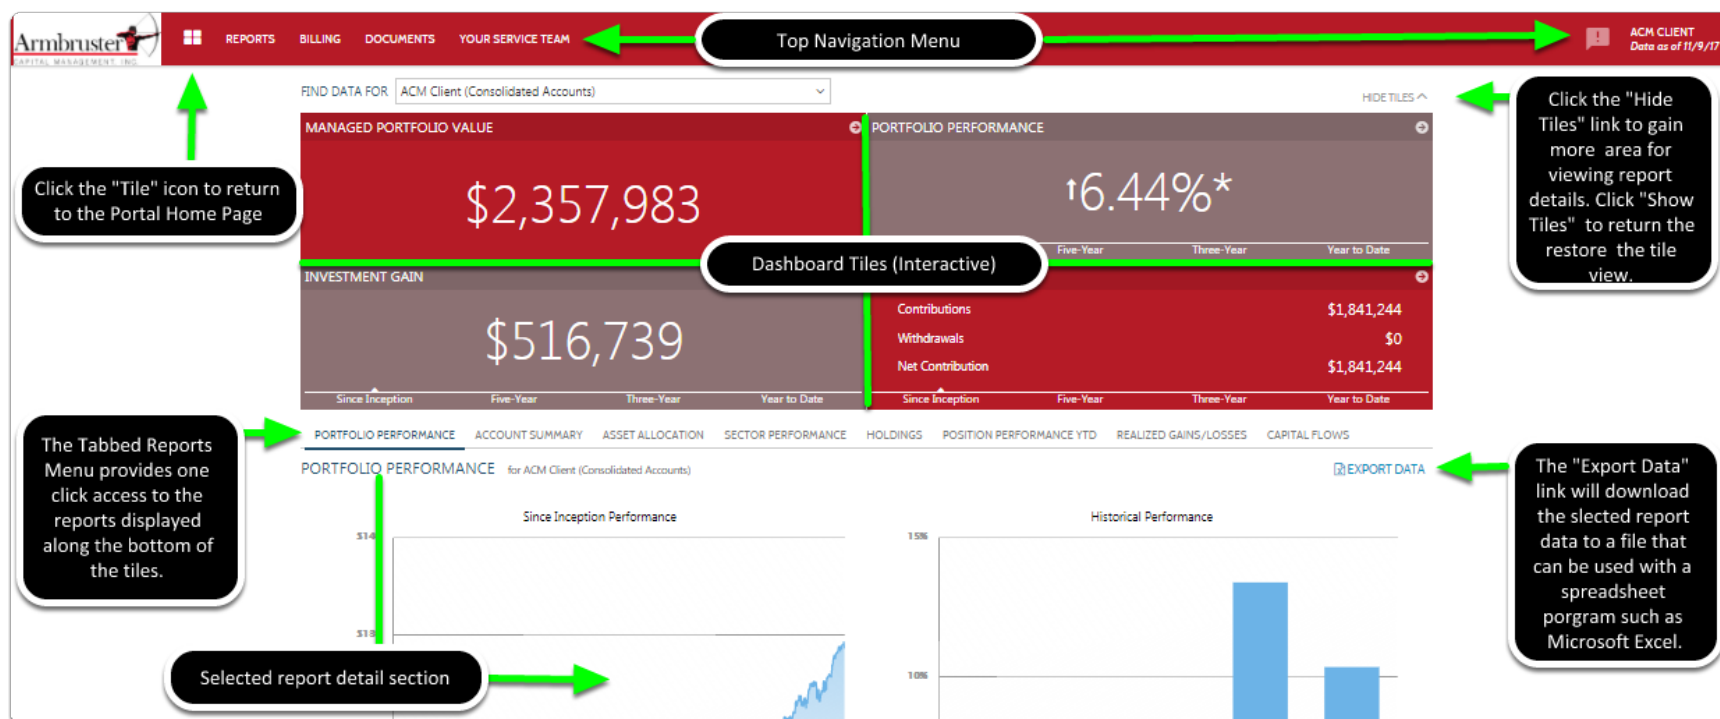 Armbruster
CAPITAL MANAGEMENT, INC.
REPORTS BILLING DOCUMENTS YOUR SERVICE TEAM
Top Navigation Menu
ACM CLIENT
Data as of 11/9/17
FIND DATA FOR ACM Client (Consolidated Accounts)
HIDE TILES
Click the "Hide
Tiles" link to gain
more area for
viewing report
details. Click "Show
Tiles" to return the
restore the tile
view.
Click the "Tile" icon to return
to the Portal Home Page
MANAGED PORTFOLIO VALUE
$2,357,983
PORTFOLIO PERFORMANCE
6.44%*
Five-Year Three-Year Year to Date
Dashboard Tiles (Interactive)
INVESTMENT GAIN
$516,739
Since Inception Five-Year Three-Year Year to Date
Contributions $1,841,244
Withdrawals $0
Net Contribution $1,841,244
Since Inception Five-Year Three-Year Year to Date
The Tabbed Reports
Menu provides one
click access to the
reports displayed
along the bottom of
the tiles.
PORTFOLIO PERFORMANCE ACCOUNT SUMMARY ASSET ALLOCATION SECTOR PERFORMANCE HOLDINGS POSITION PERFORMANCE YTD REALIZED GAINS/LOSSES CAPITAL FLOWS
PORTFOLIO PERFORMANCE for ACM Client (Consolidated Accounts)
EXPORT DATA
The "Export Data"
link will download
the slected report
data to a file that
can be used with a
spreadsheet
porgram such as
Microsoft Excel.
Since Inception Performance
$14
Historical Performance
15%
10%
Selected report detail section